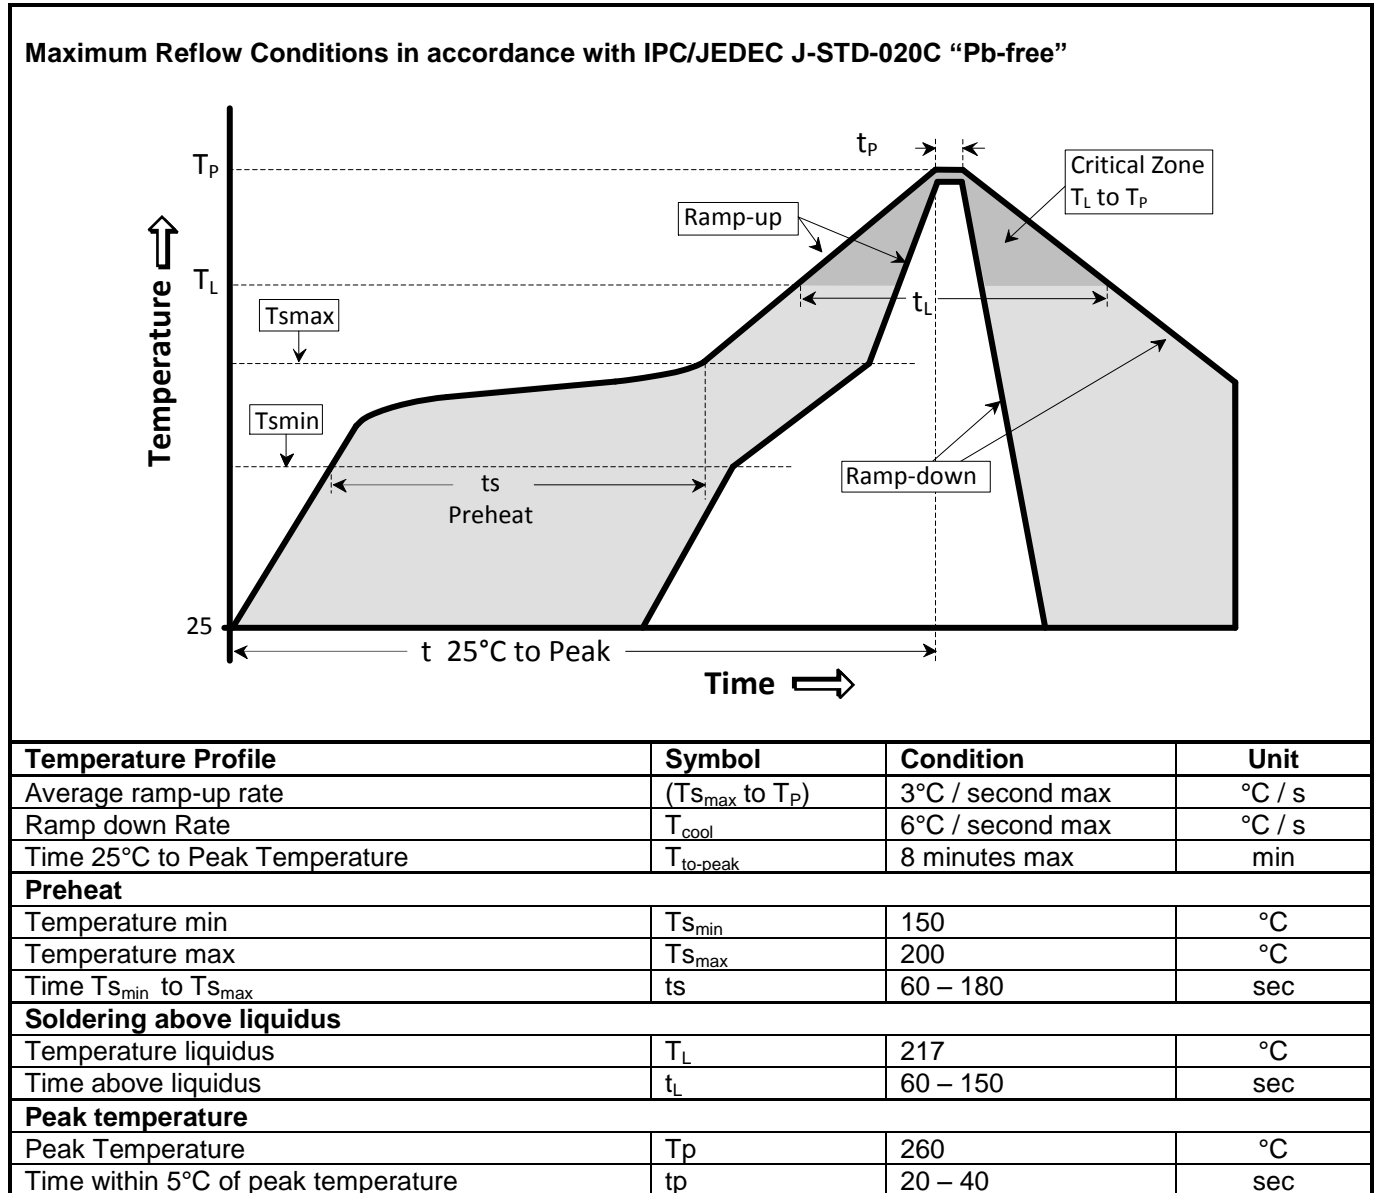 Maximum Reflow Conditions in accordance with IPC/JEDEC J-STD-020C “Pb-free”
tP
TP
Critical Zone
TL to TP
Ramp-up
Temperature
TL
tL
Tsmax
Tsmin
Ramp-down
ts
Preheat
25
t 25°C to Peak
Time
Temperature Profile Symbol Condition Unit
Average ramp-up rate (Tsmax to TP) 3°C / second max °C / s
Ramp down Rate Tcool 6°C / second max °C / s
Time 25°C to Peak Temperature Tto-peak 8 minutes max min
Preheat
Temperature min Tsmin 150 °C
Temperature max Tsmax 200 °C
Time Tsmin to Tsmax ts 60 – 180 sec
Soldering above liquidus
Temperature liquidus TL 217 °C
Time above liquidus tL 60 – 150 sec
Peak temperature
Peak Temperature Tp 260 °C
Time within 5°C of peak temperature tp 20 – 40 sec